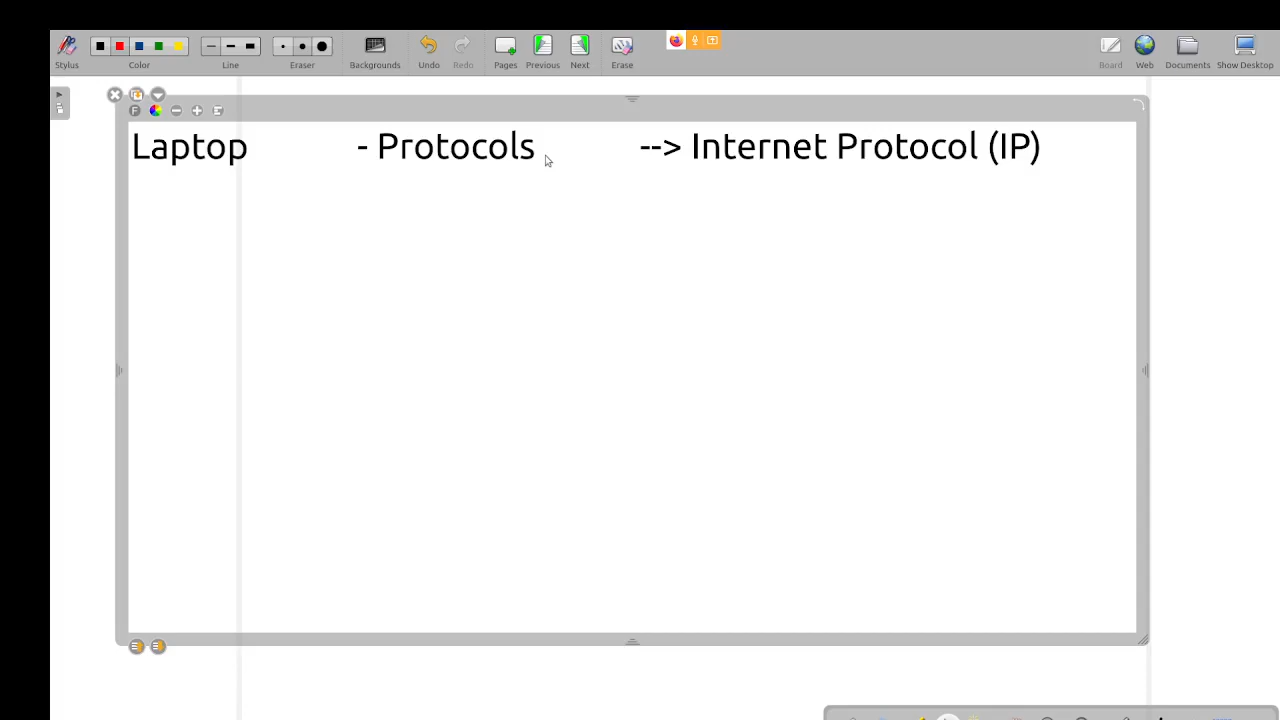 Stylus Color Line Eraser Backgrounds Undo Redo Pages Previous Next Erase Board Web Documents Show Desktop
F
Laptop - Protocols --> Internet Protocol (IP)